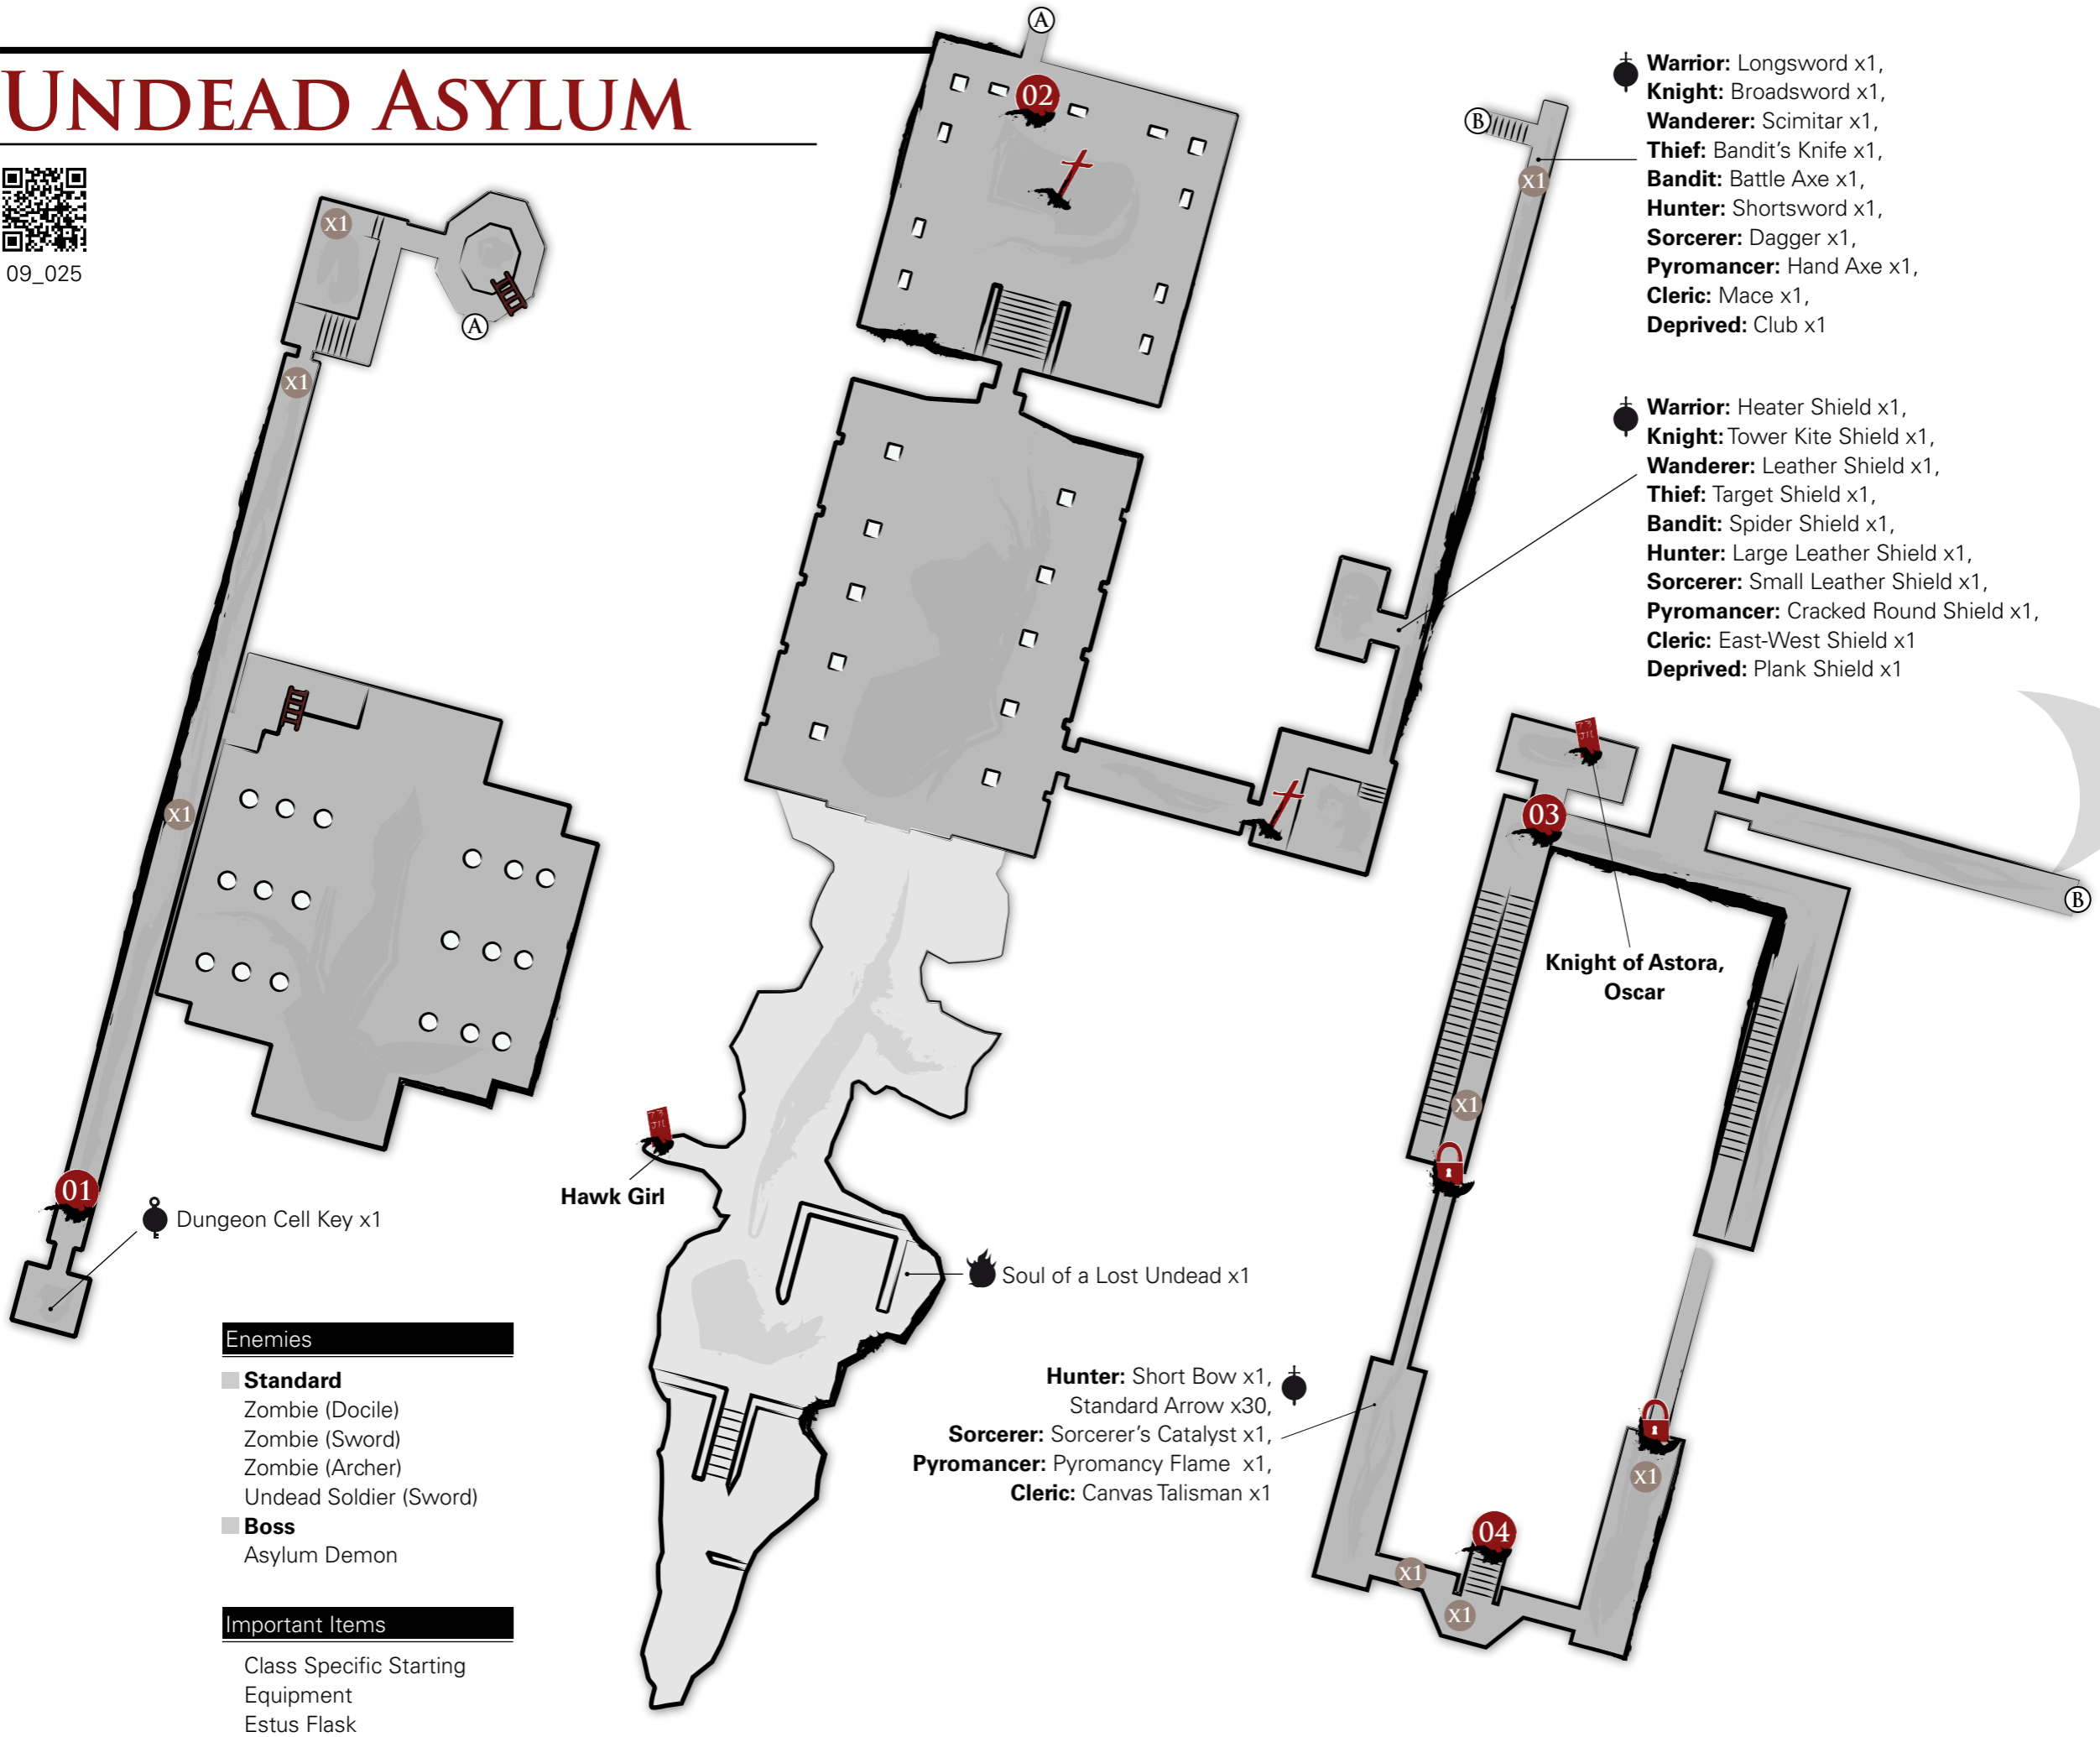 UNDEAD ASYLUM
09_025
A
02
B
x1
x1
A
x1
x1
x1
Warrior: Longsword x1,
Knight: Broadsword x1,
Wanderer: Scimitar x1,
Thief: Bandit's Knife x1,
Bandit: Battle Axe x1,
Hunter: Shortsword x1,
Sorcerer: Dagger x1,
Pyromancer: Hand Axe x1,
Cleric: Mace x1,
Deprived: Club x1
Warrior: Heater Shield x1,
Knight: Tower Kite Shield x1,
Wanderer: Leather Shield x1,
Thief: Target Shield x1,
Bandit: Spider Shield x1,
Hunter: Large Leather Shield x1,
Sorcerer: Small Leather Shield x1,
Pyromancer: Cracked Round Shield x1,
Cleric: East-West Shield x1
Deprived: Plank Shield x1
03
B
Knight of Astora,
Oscar
x1
01
Dungeon Cell Key x1
Hawk Girl
Soul of a Lost Undead x1
Hunter: Short Bow x1,
Standard Arrow x30,
Sorcerer: Sorcerer's Catalyst x1,
Pyromancer: Pyromancy Flame x1,
Cleric: Canvas Talisman x1
x1
04
x1
x1
Enemies
Standard
Zombie (Docile)
Zombie (Sword)
Zombie (Archer)
Undead Soldier (Sword)
Boss
Asylum Demon
Important Items
Class Specific Starting
Equipment
Estus Flask